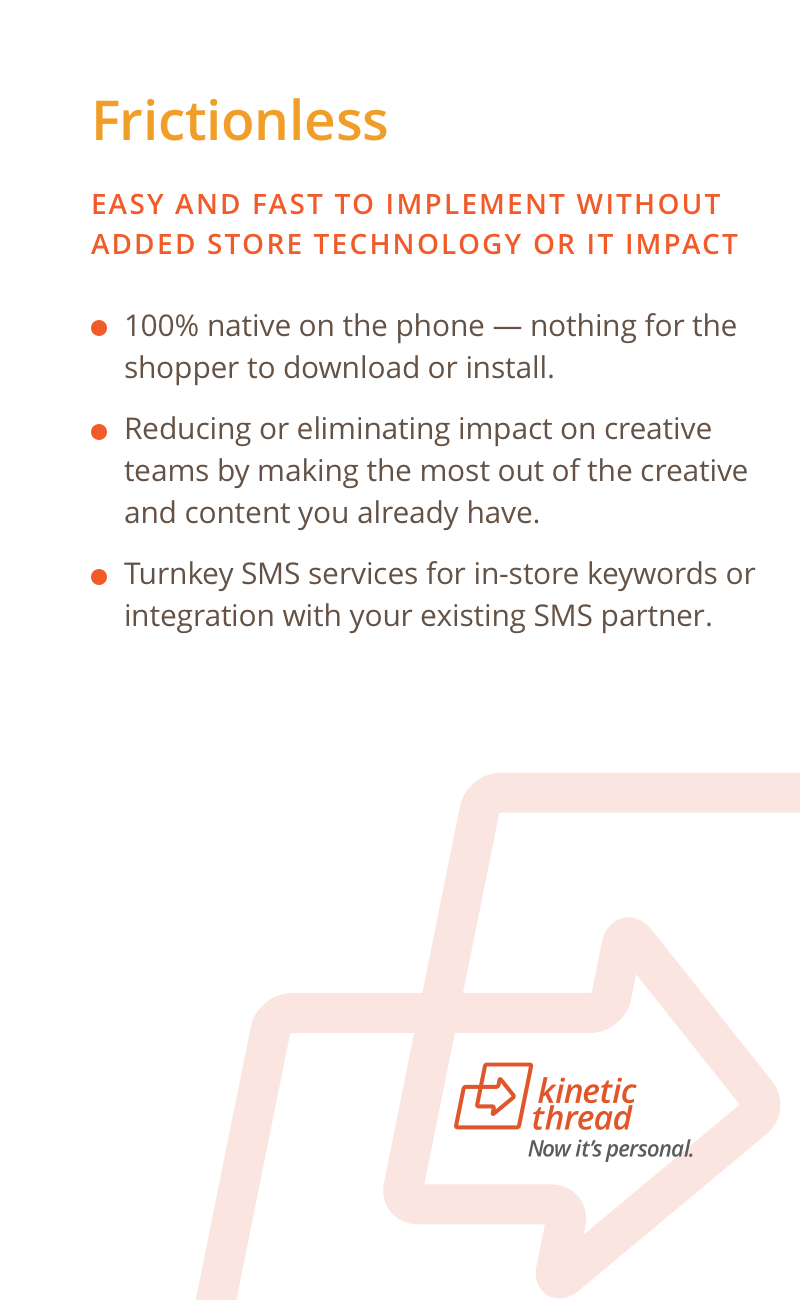 Frictionless
EASY AND FAST TO IMPLEMENT WITHOUT
ADDED STORE TECHNOLOGY OR IT IMPACT
100% native on the phone — nothing for the
shopper to download or install.
Reducing or eliminating impact on creative
teams by making the most out of the creative
and content you already have.
Turnkey SMS services for in-store keywords or
integration with your existing SMS partner.
kinetic
thread
Now it's personal.